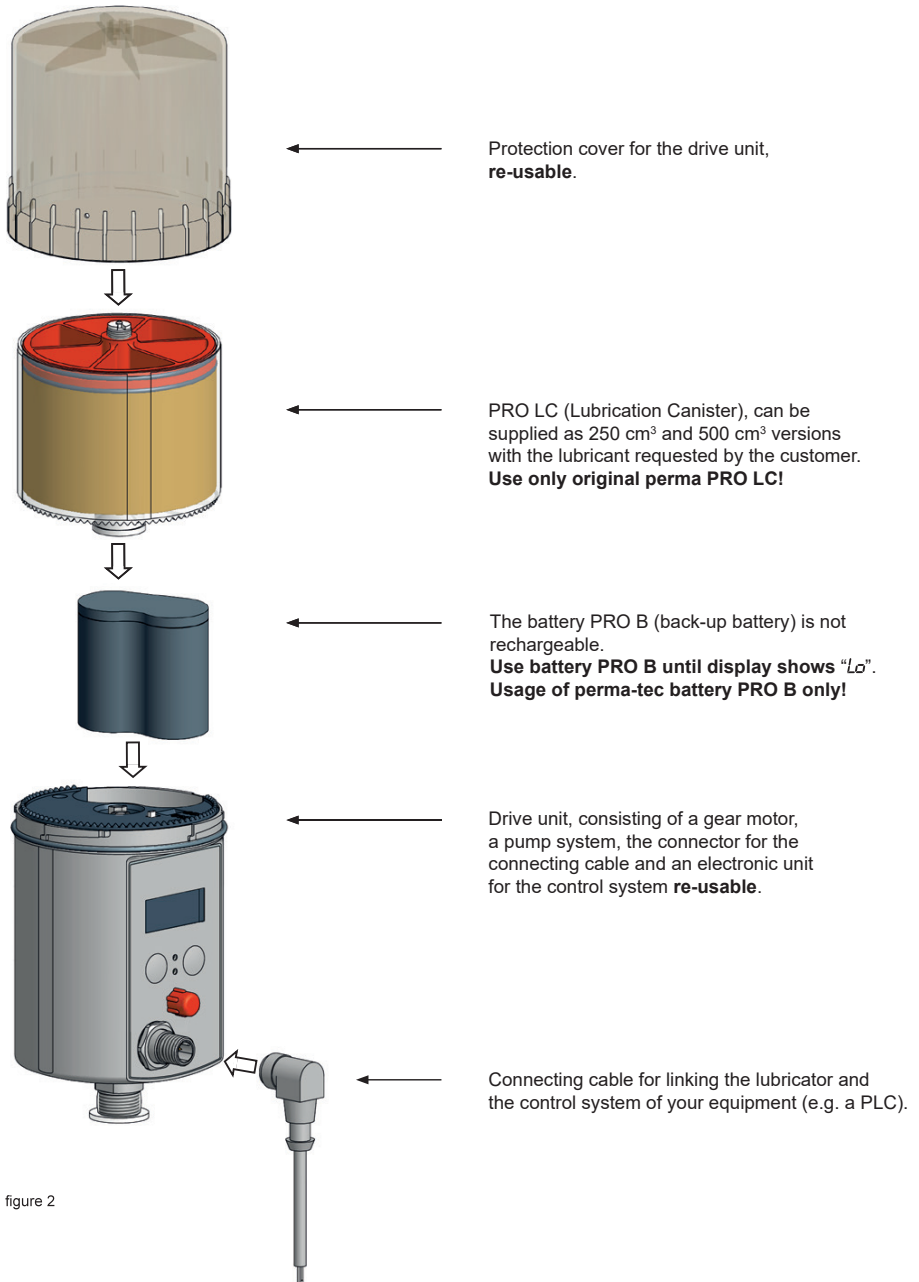 Protection cover for the drive unit,
re-usable.
PRO LC (Lubrication Canister), can be
supplied as 250 cm³ and 500 cm³ versions
with the lubricant requested by the customer.
Use only original perma PRO LC!
The battery PRO B (back-up battery) is not
rechargeable.
Use battery PRO B until display shows “Lo”.
Usage of perma-tec battery PRO B only!
Drive unit, consisting of a gear motor,
a pump system, the connector for the
connecting cable and an electronic unit
for the control system re-usable.
Connecting cable for linking the lubricator and
the control system of your equipment (e.g. a PLC).
figure 2